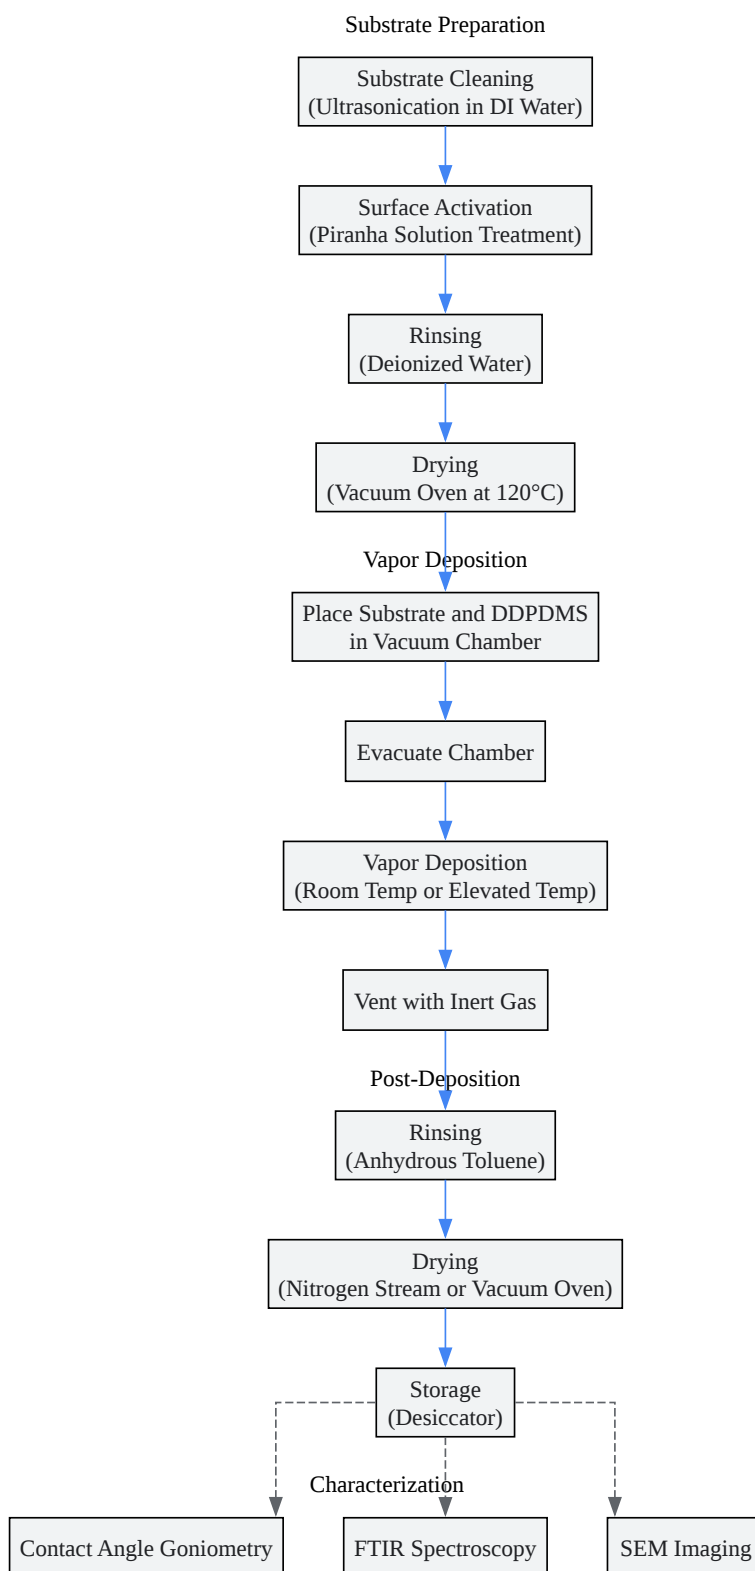 Substrate Preparation
Substrate Cleaning
(Ultrasonication in DI Water)
Surface Activation
(Piranha Solution Treatment)
Rinsing
(Deionized Water)
Drying
(Vacuum Oven at 120°C)
Vapor Deposition
Place Substrate and DDPDMS
in Vacuum Chamber
Evacuate Chamber
Vapor Deposition
(Room Temp or Elevated Temp)
Vent with Inert Gas
Post-Deposition
Rinsing
(Anhydrous Toluene)
Drying
(Nitrogen Stream or Vacuum Oven)
Storage
(Desiccator)
Characterization
Contact Angle Goniometry
FTIR Spectroscopy
SEM Imaging